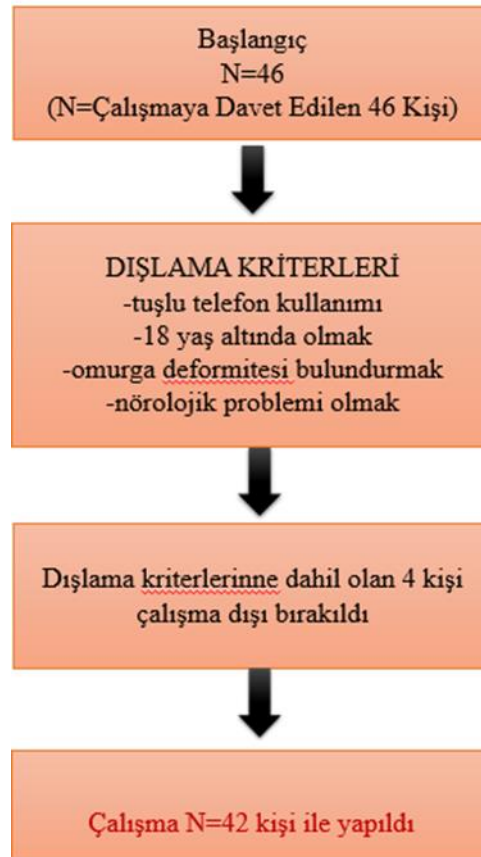 Başlangıç
N=46
(N=Çalışmaya Davet Edilen 46 Kişi)
DIŞLAMA KRİTERLERİ
-tuşlu telefon kullanımı
-18 yaş altında olmak
-omurga deformitesi bulundurmak
-nörolojik problemi olmak
Dışlama kriterlerinne dahil olan 4 kişi
çalışma dışı bırakıldı
Çalışma N=42 kişi ile yapıldı